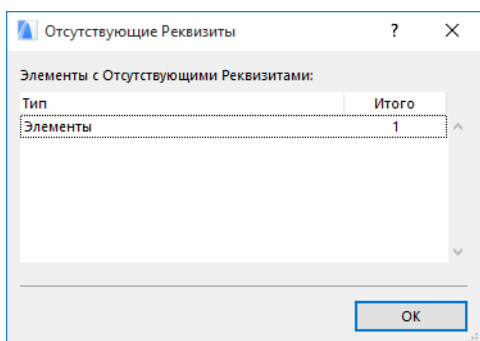 Отсутствующие Реквизиты ? ×
Элементы с Отсутствующими Реквизитами:
Тип Итого
Элементы 1
OK